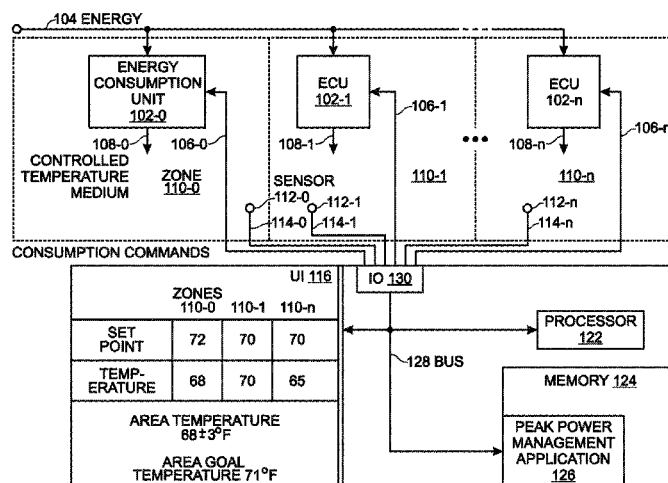 104 ENERGY
ENERGY
CONSUMPTION
UNIT
102-0
ECU
102-1
ECU
102-n
106-1
106-n
108-0
106-0
108-1
108-n
CONTROLLED
TEMPERATURE
MEDIUM
ZONE
110-0
SENSOR
110-1
110-n
112-0
112-1
112-n
114-0
114-1
114-n
CONSUMPTION COMMANDS
UI 116
IO 130
ZONES
110-0 110-1 110-n
SET
POINT
72 70 70
TEMP-
ERATURE
68 70 65
AREA TEMPERATURE
68±3°F
AREA GOAL
TEMPERATURE 71°F
PROCESSOR
122
128 BUS
MEMORY 124
PEAK POWER
MANAGEMENT
APPLICATION
126